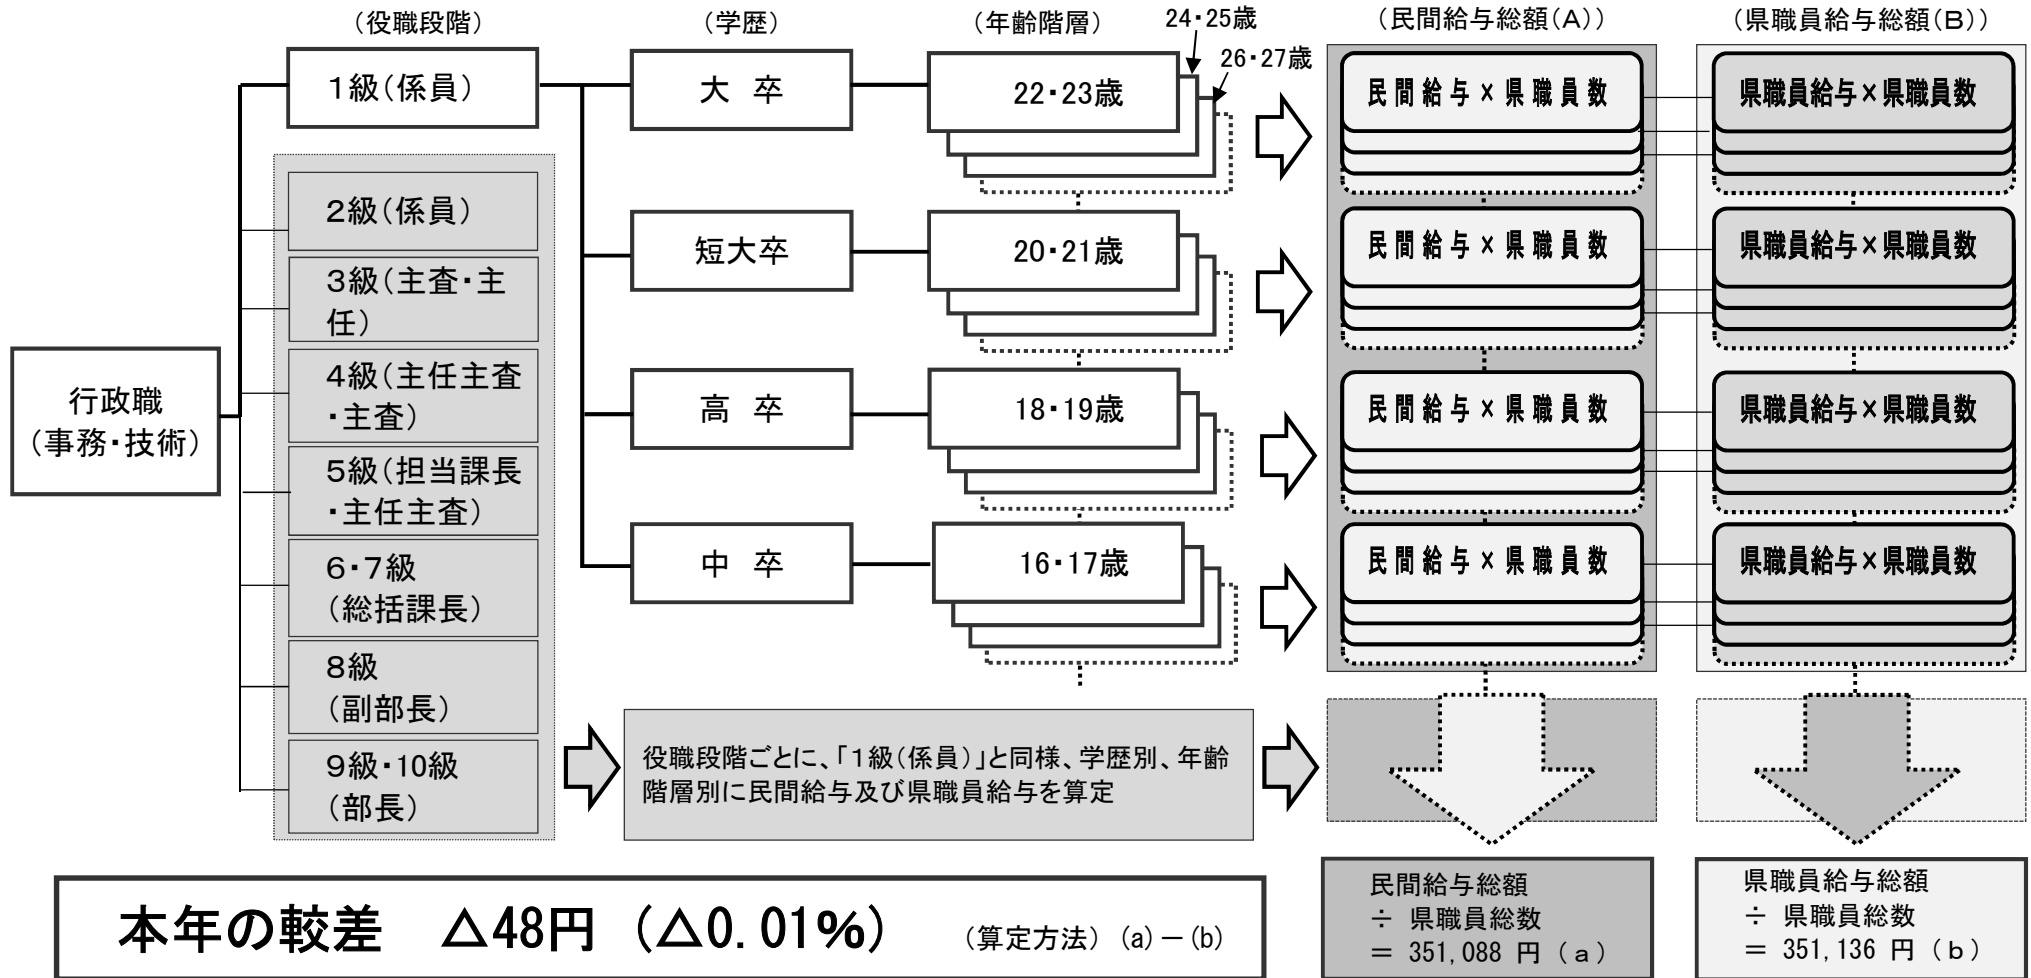 （役職段階）
（学歴）
（年齢階層）
24・25歳
26・27歳
（民間給与総額（A））
（県職員給与総額（B））
1級（係員）
大 卒
22・23歳
民間給与×県職員数
県職員給与×県職員数
2級（係員）
3級（主査・主
任）
4級（主任主査
・主査）
5級（担当課長
・主任主査）
6・7級
（総括課長）
8級
（副部長）
9級・10級
（部長）
行政職
（事務・技術）
短大卒
20・21歳
民間給与×県職員数
県職員給与×県職員数
高 卒
18・19歳
民間給与×県職員数
県職員給与×県職員数
中 卒
16・17歳
民間給与×県職員数
県職員給与×県職員数
役職段階ごとに、「1級（係員）」と同様、学歴別、年齢
階層別に民間給与及び県職員給与を算定
本年の較差 △48円（△0.01％） （算定方法）(a)－(b)
民間給与総額
÷ 県職員総数
＝ 351,088 円（a）
県職員給与総額
÷ 県職員総数
＝ 351,136 円（b）